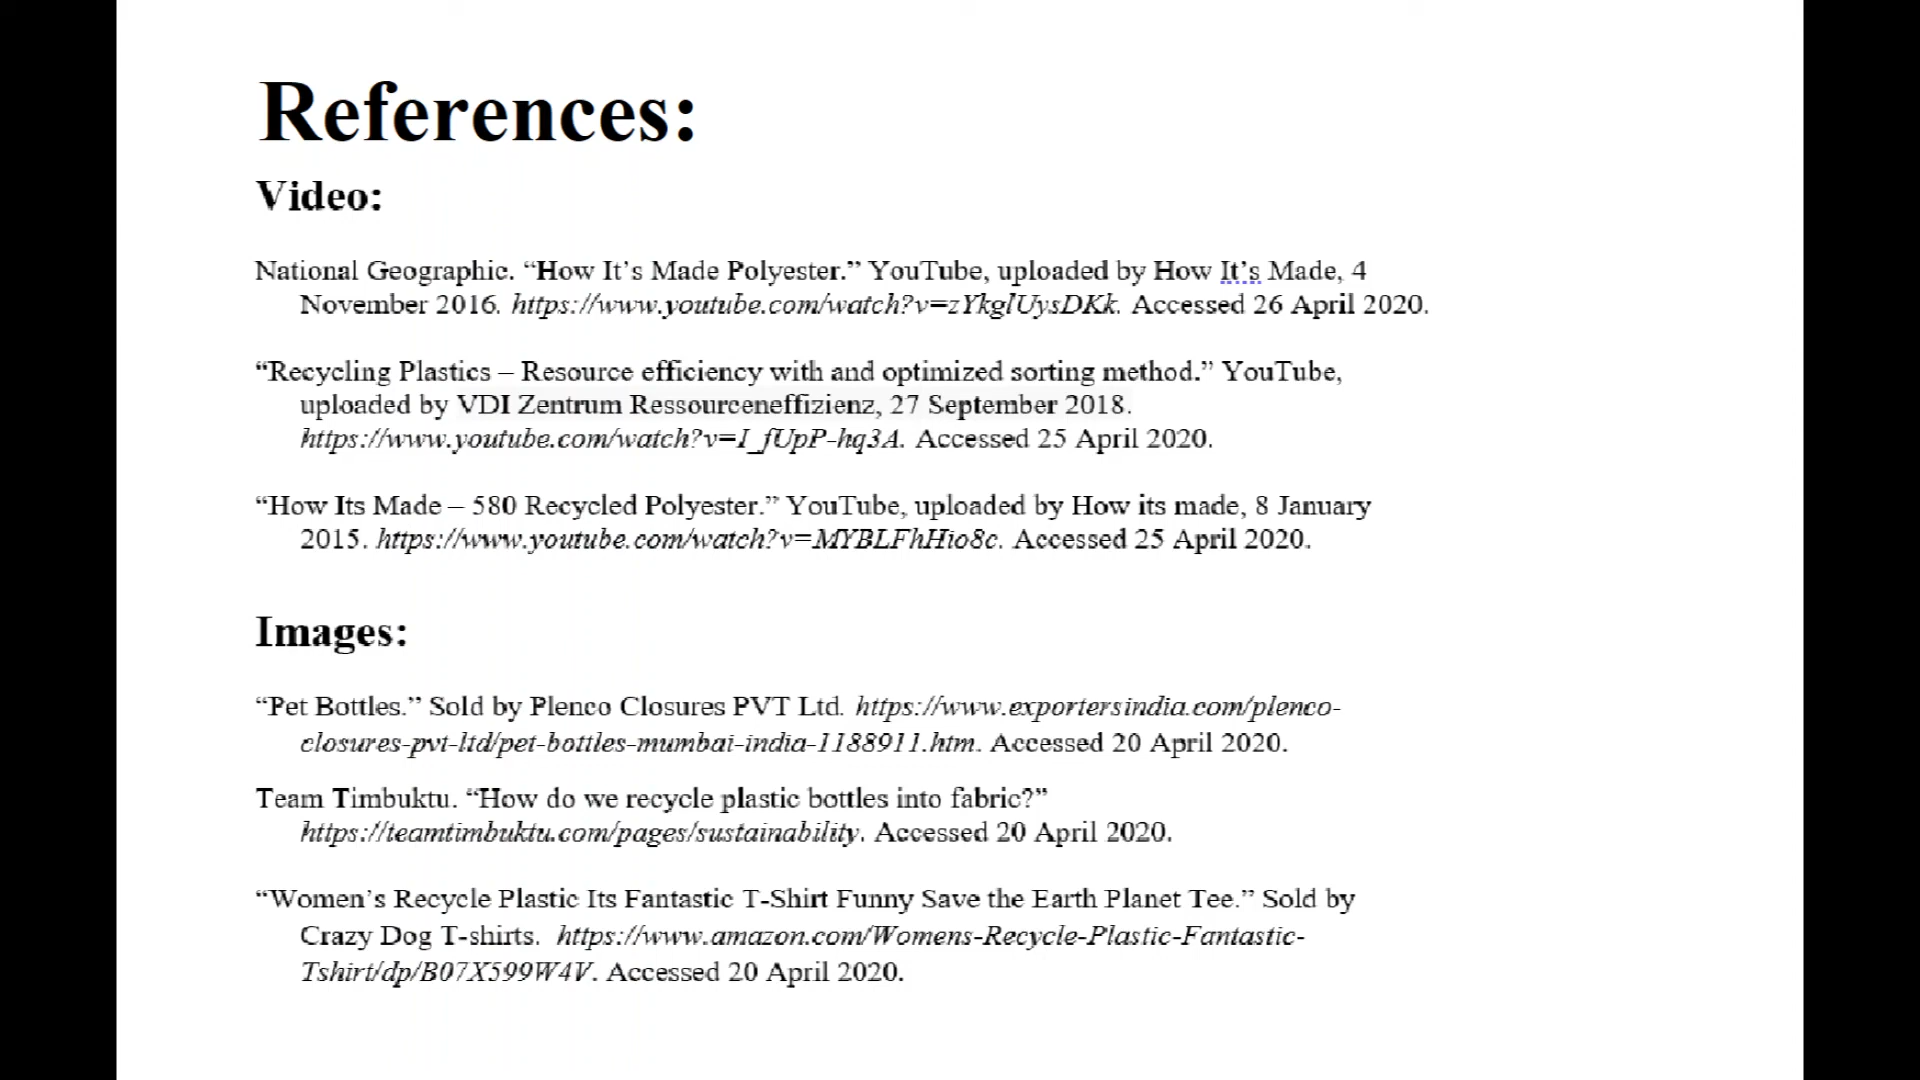 References:
Video:
National Geographic. “How It’s Made Polyester.” YouTube, uploaded by How It’s Made, 4
November 2016. https://www.youtube.com/watch?v=zYkglUysDKk. Accessed 26 April 2020.
“Recycling Plastics – Resource efficiency with and optimized sorting method.” YouTube,
uploaded by VDI Zentrum Ressourceneffizienz, 27 September 2018.
https://www.youtube.com/watch?v=I_fUpP-hq3A. Accessed 25 April 2020.
“How Its Made – 580 Recycled Polyester.” YouTube, uploaded by How its made, 8 January
2015. https://www.youtube.com/watch?v=MYBLFhHio8c. Accessed 25 April 2020.
Images:
“Pet Bottles.” Sold by Plenco Closures PVT Ltd. https://www.exportersindia.com/plenco-
closures-pvt-ltd/pet-bottles-mumbai-india-1188911.htm. Accessed 20 April 2020.
Team Timbuktu. “How do we recycle plastic bottles into fabric?”
https://teamtimbuktu.com/pages/sustainability. Accessed 20 April 2020.
“Women’s Recycle Plastic Its Fantastic T-Shirt Funny Save the Earth Planet Tee.” Sold by
Crazy Dog T-shirts. https://www.amazon.com/Womens-Recycle-Plastic-Fantastic-
Tshirt/dp/B07X599W4V. Accessed 20 April 2020.